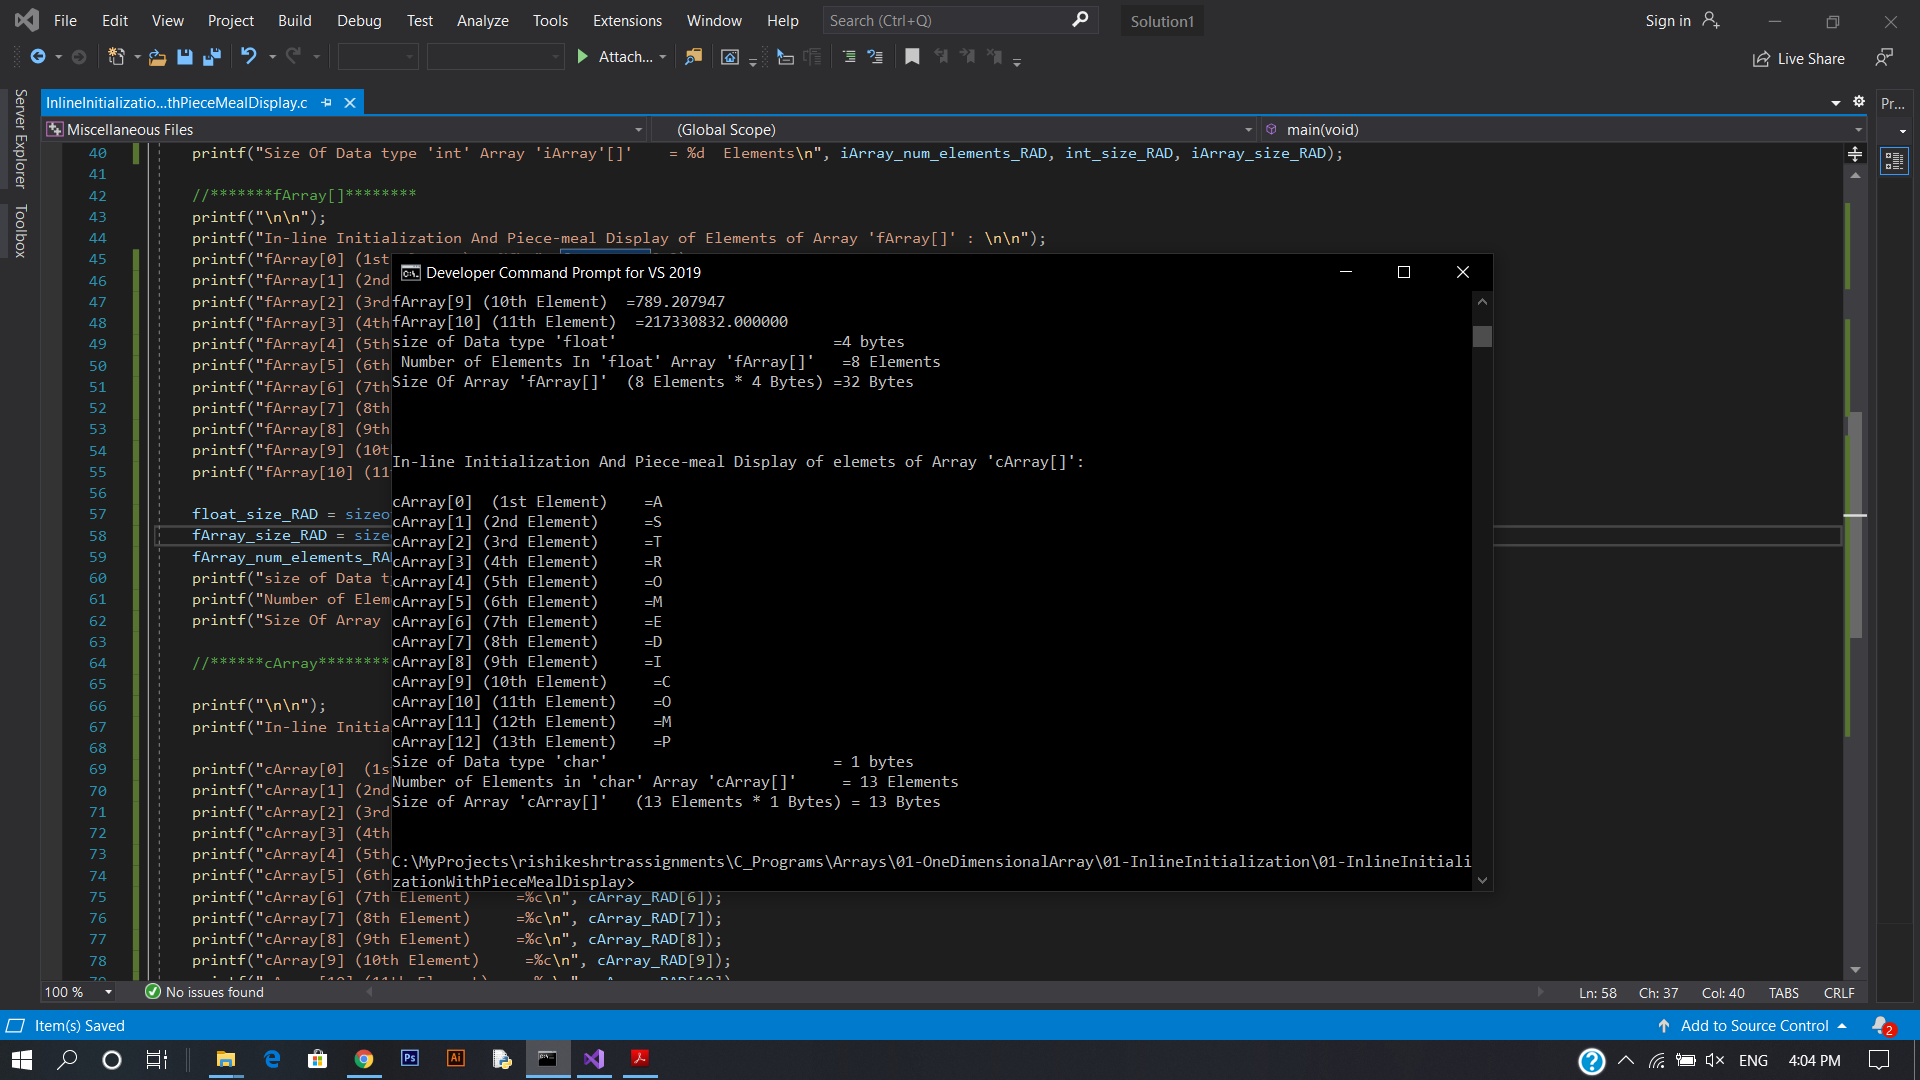 File Edit View Project Build Debug Test Analyze Tools Extensions Window Help Search (Ctrl+Q) Solution1 Sign in
Attach... Live Share
Server Explorer
Toolbox
InlineInitializatio...thPieceMealDisplay.c Pr...
Miscellaneous Files (Global Scope) main(void)
40 printf("Size Of Data type 'int' Array 'iArray'[]' = %d Elements\n", iArray_num_elements_RAD, int_size_RAD, iArray_size_RAD);
41
42 //*******fArray[]********
43 printf("\n\n");
44 printf("In-line Initialization And Piece-meal Display of Elements of Array 'fArray[]' : \n\n");
45 printf("fArray[0] (1st
46 printf("fArray[1] (2nd
47 printf("fArray[2] (3rd
48 printf("fArray[3] (4th
49 printf("fArray[4] (5th
50 printf("fArray[5] (6th
51 printf("fArray[6] (7th
52 printf("fArray[7] (8th
53 printf("fArray[8] (9th
54 printf("fArray[9] (10t
55 printf("fArray[10] (11
56
57 float_size_RAD = sizeo
58 fArray_size_RAD = size
59 fArray_num_elements_RA
60 printf("size of Data t
61 printf("Number of Elem
62 printf("Size Of Array
63
64 //******cArray*********
65
66 printf("\n\n");
67 printf("In-line Initia
68
69 printf("cArray[0] (1s
70 printf("cArray[1] (2nd
71 printf("cArray[2] (3rd
72 printf("cArray[3] (4th
73 printf("cArray[4] (5th
74 printf("cArray[5] (6th
75 printf("cArray[6] (7th Element) =%c\n", cArray_RAD[6]);
76 printf("cArray[7] (8th Element) =%c\n", cArray_RAD[7]);
77 printf("cArray[8] (9th Element) =%c\n", cArray_RAD[8]);
78 printf("cArray[9] (10th Element) =%c\n", cArray_RAD[9]);
Developer Command Prompt for VS 2019
fArray[9] (10th Element) =789.207947
fArray[10] (11th Element) =217330832.000000
size of Data type 'float' =4 bytes
Number of Elements In 'float' Array 'fArray[]' =8 Elements
Size Of Array 'fArray[]' (8 Elements * 4 Bytes) =32 Bytes
In-line Initialization And Piece-meal Display of elemets of Array 'cArray[]':
cArray[0] (1st Element) =A
cArray[1] (2nd Element) =S
cArray[2] (3rd Element) =T
cArray[3] (4th Element) =R
cArray[4] (5th Element) =O
cArray[5] (6th Element) =M
cArray[6] (7th Element) =E
cArray[7] (8th Element) =D
cArray[8] (9th Element) =I
cArray[9] (10th Element) =C
cArray[10] (11th Element) =O
cArray[11] (12th Element) =M
cArray[12] (13th Element) =P
Size of Data type 'char' = 1 bytes
Number of Elements in 'char' Array 'cArray[]' = 13 Elements
Size of Array 'cArray[]' (13 Elements * 1 Bytes) = 13 Bytes
C:\MyProjects\rishikeshrtrassignments\C_Programs\Arrays\01-OneDimensionalArray\01-InlineInitialization\01-InlineInitiali
zationWithPieceMealDisplay>
100 % No issues found Ln: 58 Ch: 37 Col: 40 TABS CRLF
Item(s) Saved Add to Source Control 2
Ps Ai ENG 4:04 PM